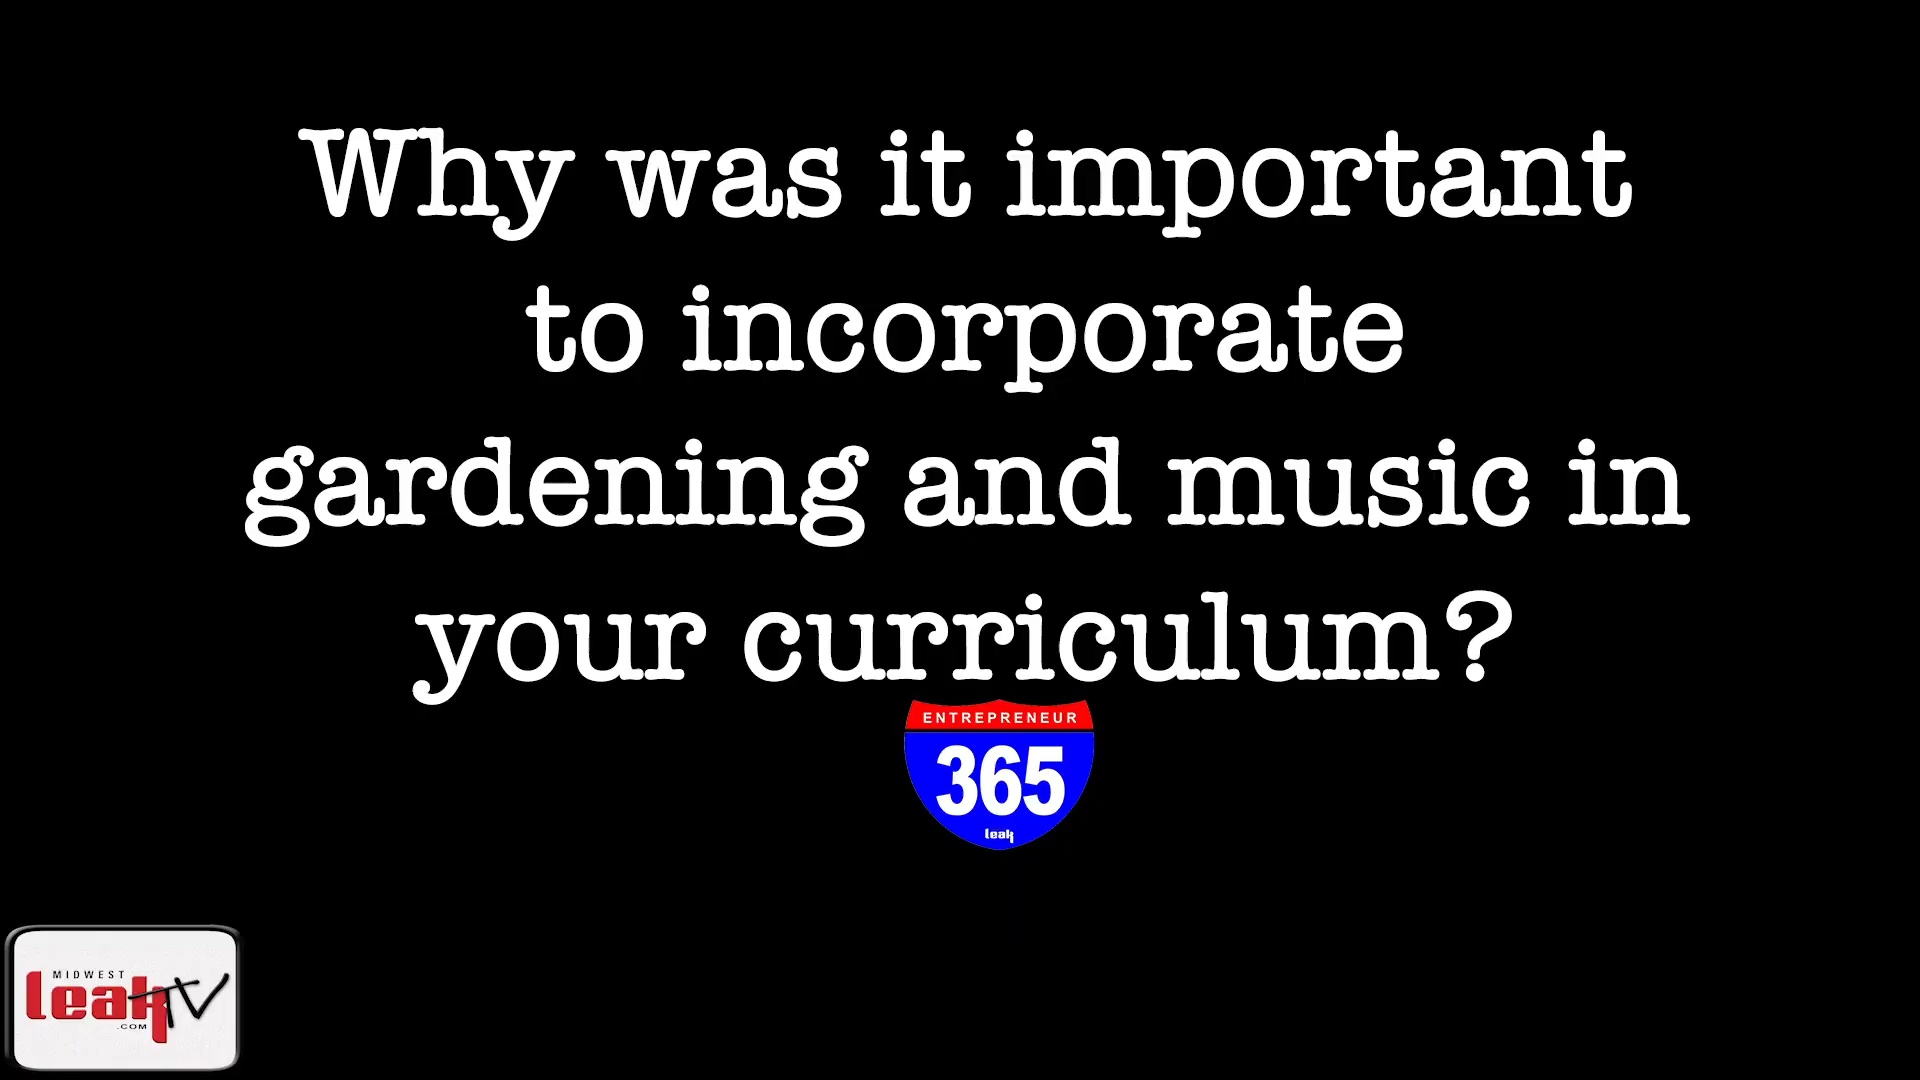 Why was it important
to incorporate
gardening and music in
your curriculum?
ENTREPRENEUR
365
leak
MIDWEST
leak TV
.COM